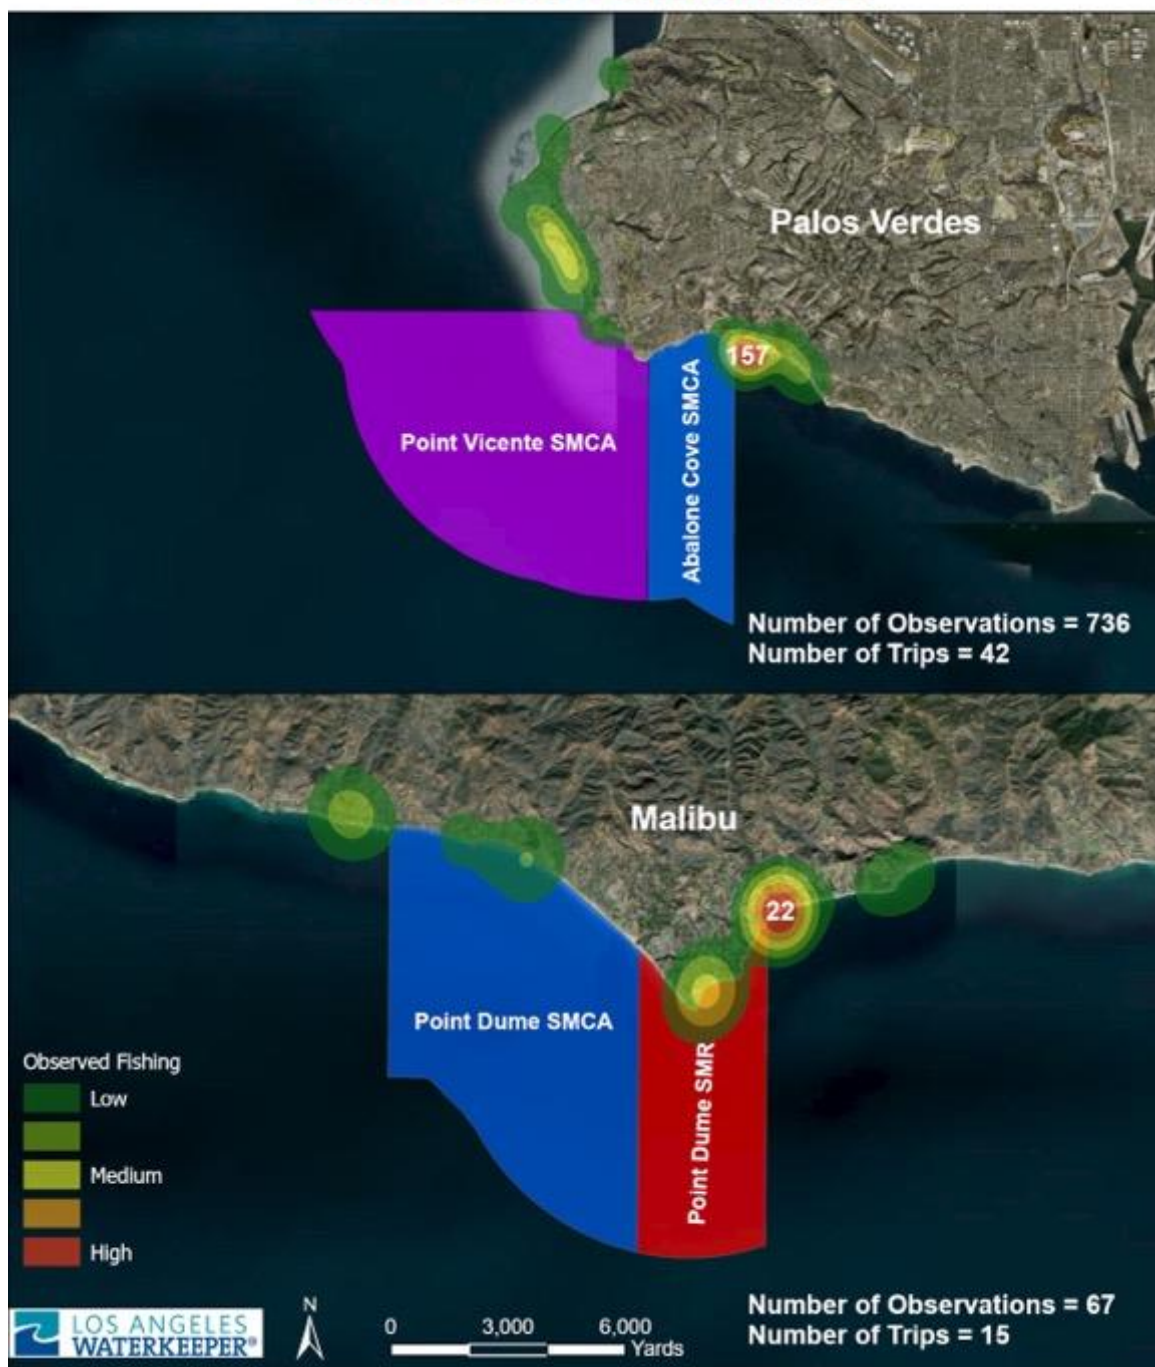 Palos Verdes
157
Point Vicente SMCA
Abalone Cove SMCA
Number of Observations = 736
Number of Trips = 42
Malibu
22
Point Dume SMCA
Point Dume SMR
Observed Fishing
Low
Medium
High
LOS ANGELES
WATERKEEPER®
N
0 3,000 6,000
Yards
Number of Observations = 67
Number of Trips = 15